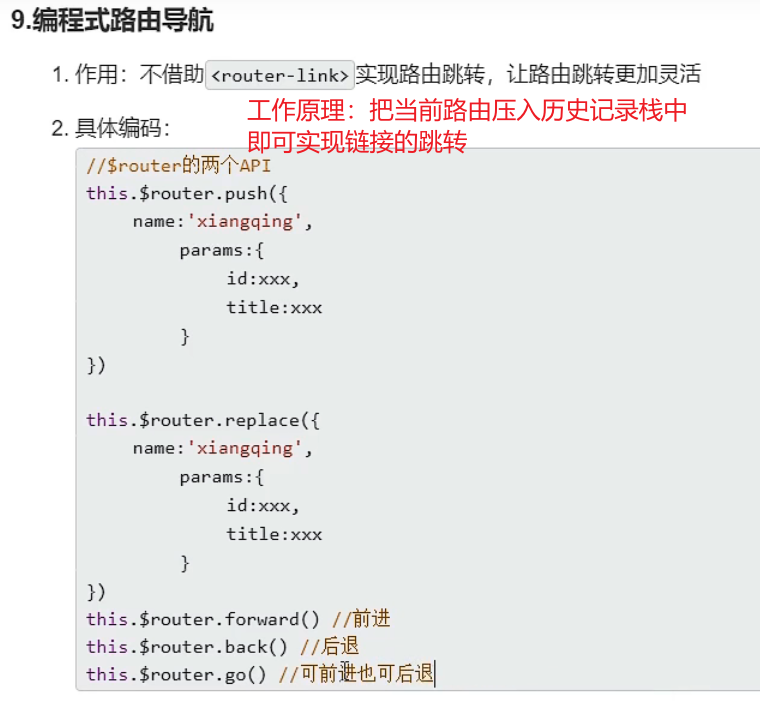 9.编程式路由导航
1. 作用：不借助<router-link>实现路由跳转，让路由跳转更加灵活
工作原理：把当前路由压入历史记录栈中
2. 具体编码：
即可实现链接的跳转
//$router的两个API
this.$router.push({
name:'xiangqing',
params:{
id:xxx,
title:xxx
}
})
this.$router.replace({
name:'xiangqing',
params:{
id:xxx,
title:xxx
}
})
this.$router.forward() //前进
this.$router.back() //后退
this.$router.go() //可前进也可后退